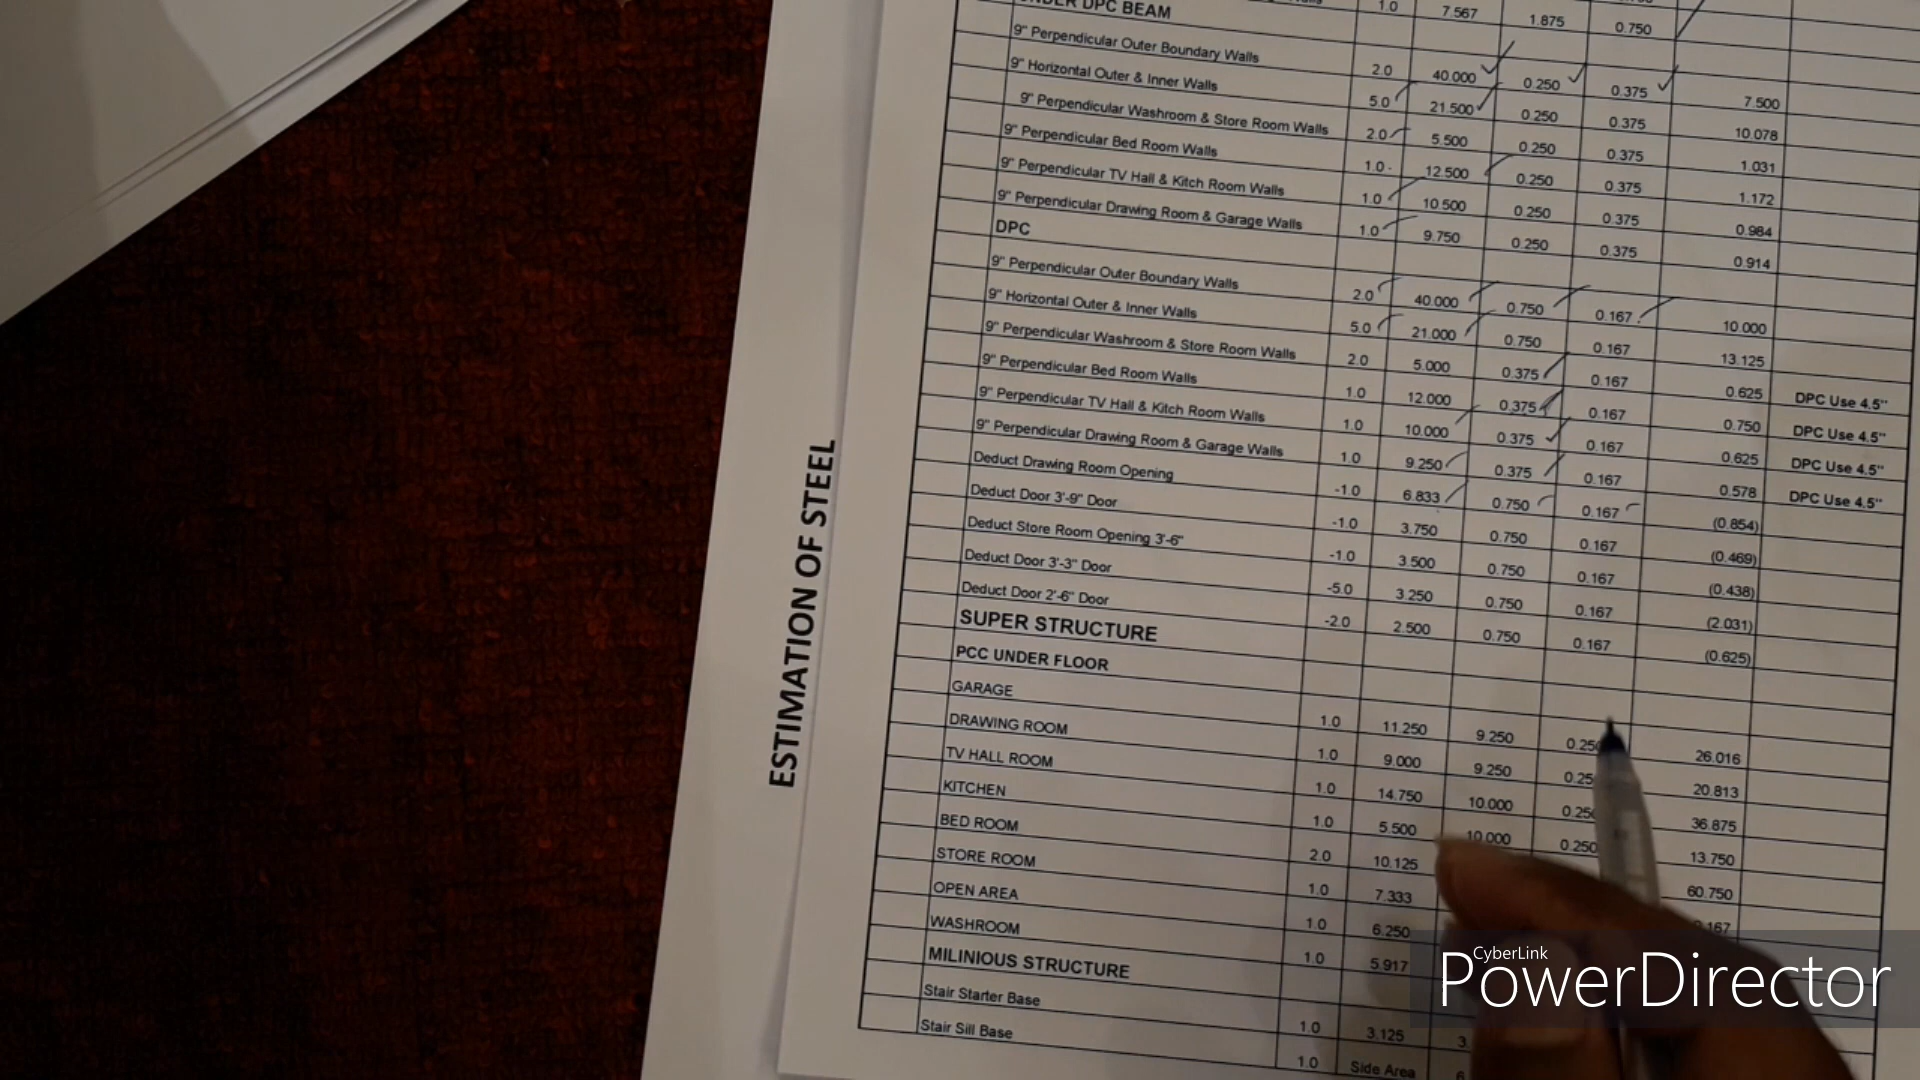 1.0 7.567 1.875 0.750
DPC BEAM
9" Perpendicular Outer Boundary Walls 2.0 40.000 0.250 0.375 7.500
9" Horizontal Outer & Inner Walls 5.0 21.500 0.250 0.375 10.078
9" Perpendicular Washroom & Store Room Walls 2.0 5.500 0.250 0.375 1.031
9" Perpendicular Bed Room Walls 1.0 12.500 0.250 0.375 1.172
9" Perpendicular TV Hall & Kitch Room Walls 1.0 10.500 0.250 0.375 0.984
9" Perpendicular Drawing Room & Garage Walls 1.0 9.750 0.250 0.375 0.914
DPC
9" Perpendicular Outer Boundary Walls 2.0 40.000 0.750 0.167 10.000
9" Horizontal Outer & Inner Walls 5.0 21.000 0.750 0.167 13.125
9" Perpendicular Washroom & Store Room Walls 2.0 5.000 0.375 0.167 0.625 DPC Use 4.5"
9" Perpendicular Bed Room Walls 1.0 12.000 0.375 0.167 0.750 DPC Use 4.5"
9" Perpendicular TV Hall & Kitch Room Walls 1.0 10.000 0.375 0.167 0.625 DPC Use 4.5"
9" Perpendicular Drawing Room & Garage Walls 1.0 9.250 0.375 0.167 0.578 DPC Use 4.5"
Deduct Drawing Room Opening -1.0 6.833 0.750 0.167 (0.854)
Deduct Door 3'-9" Door -1.0 3.750 0.750 0.167 (0.469)
Deduct Store Room Opening 3'-6" -1.0 3.500 0.750 0.167 (0.438)
Deduct Door 3'-3" Door -5.0 3.250 0.750 0.167 (2.031)
Deduct Door 2'-6" Door -2.0 2.500 0.750 0.167 (0.625)
SUPER STRUCTURE
PCC UNDER FLOOR
GARAGE 1.0 11.250 9.250 26.016
DRAWING ROOM 1.0 9.000 9.250 20.813
TV HALL ROOM 1.0 14.750 10.000 36.875
KITCHEN 1.0 5.500 10.000 0.250 13.750
BED ROOM 2.0 10.125 60.750
STORE ROOM 1.0 7.333
OPEN AREA 1.0 6.250
WASHROOM 1.0 5.917
MILINIOUS STRUCTURE
Stair Starter Base 1.0 3.125
Stair Sill Base 1.0 Side Area
ESTIMATION OF STEEL
CyberLink
PowerDirector